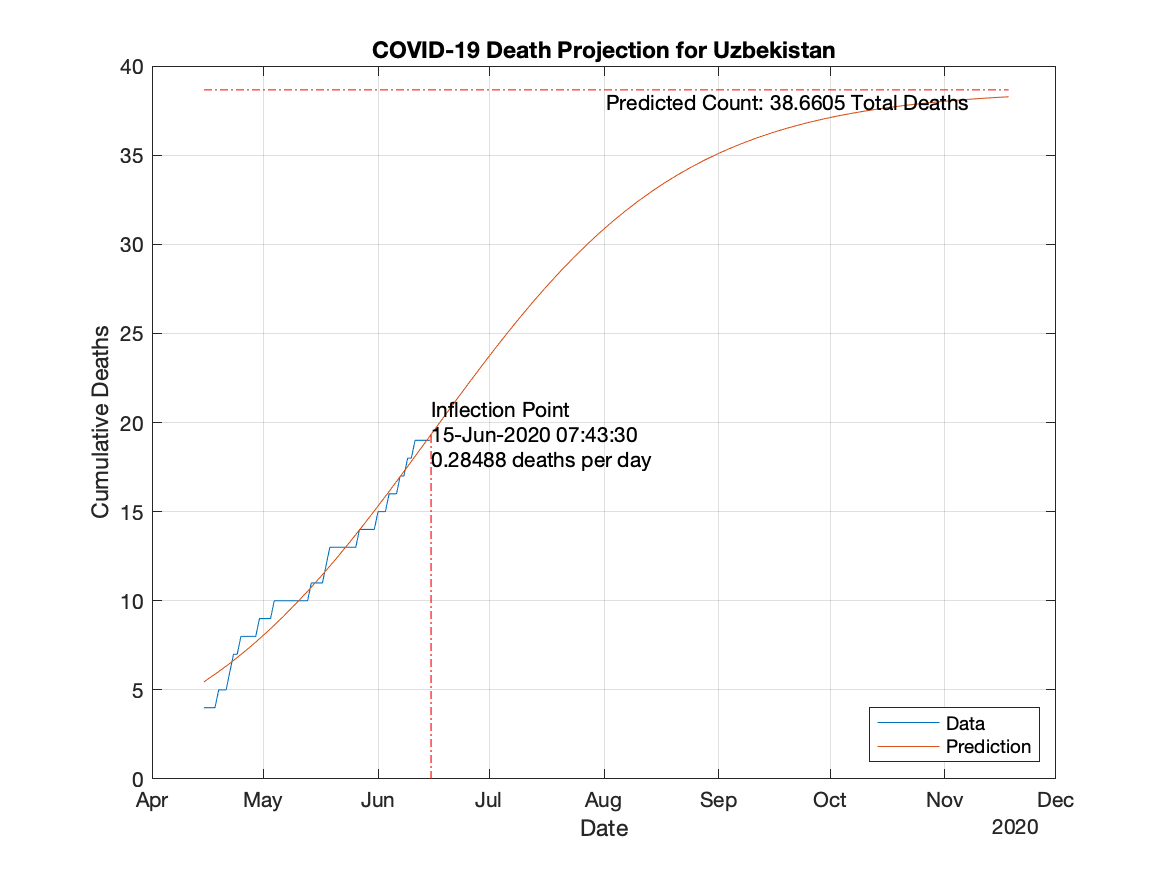 COVID-19 Death Projection for Uzbekistan
40
35
30
25
20
15
10
5
0
Cumulative Deaths
Predicted Count: 38.6605 Total Deaths
Inflection Point
15-Jun-2020 07:43:30
0.28488 deaths per day
Data
Prediction
Apr May Jun Jul Aug Sep Oct Nov Dec
Date
2020